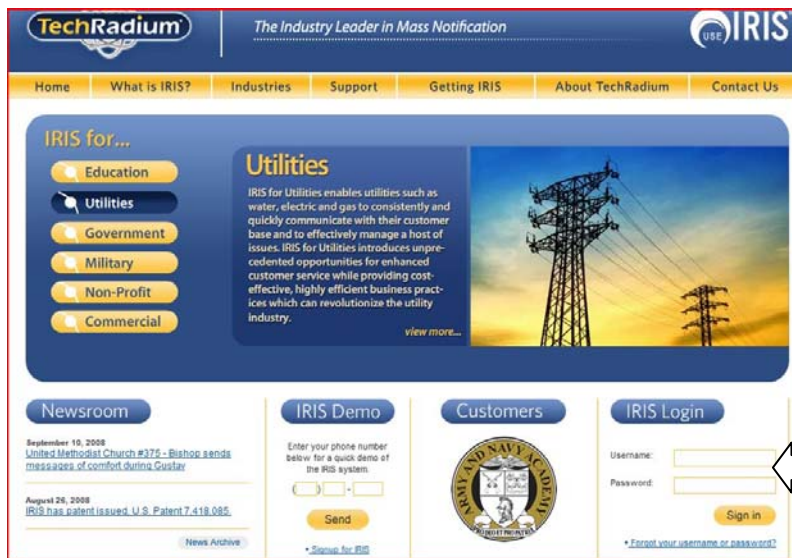 TechRadium®
The Industry Leader in Mass Notification
USE IRIS
Home What is IRIS? Industries Support Getting IRIS About TechRadium Contact Us
IRIS for...
Education
Utilities
Government
Military
Non-Profit
Commercial
Utilities
IRIS for Utilities enables utilities such as
water, electric and gas to consistently and
quickly communicate with their customer
base and to effectively manage a host of
issues. IRIS for Utilities introduces unpre-
cedented opportunities for enhanced
customer service while providing cost-
effective, highly efficient business pract-
ices which can revolutionize the utility
industry.
view more...
Newsroom
September 10, 2008
United Methodist Church #375 - Bishop sends
messages of comfort during Gustav
August 26, 2008
IRIS has patent issued, U.S. Patent 7,418,085.
News Archive
IRIS Demo
Enter your phone number
below for a quick demo of
the IRIS system.
( ) -
Send
• Signup for IRIS
Customers
ARMY AND NAVY
ACADEMY
IRIS Login
Username:
Password:
Sign in
• Forgot your username or password?